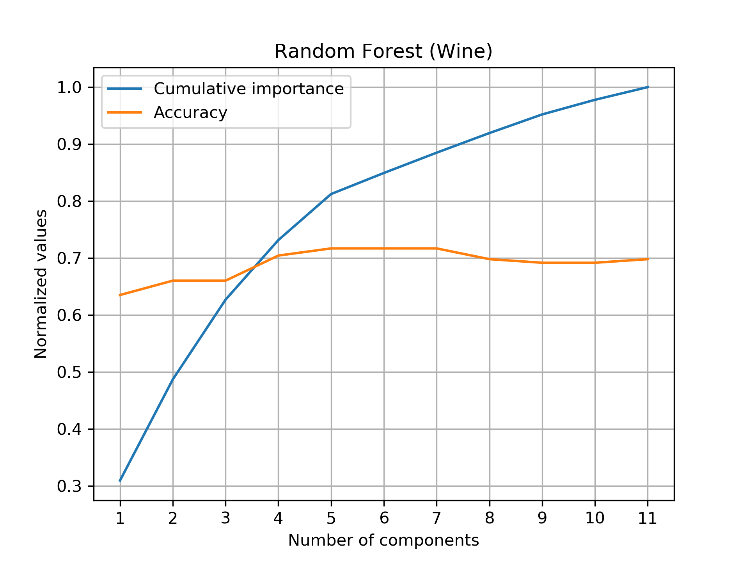 Random Forest (Wine)
Cumulative importance
Accuracy
Normalized values
1.0
0.9
0.8
0.7
0.6
0.5
0.4
0.3
1 2 3 4 5 6 7 8 9 10 11
Number of components